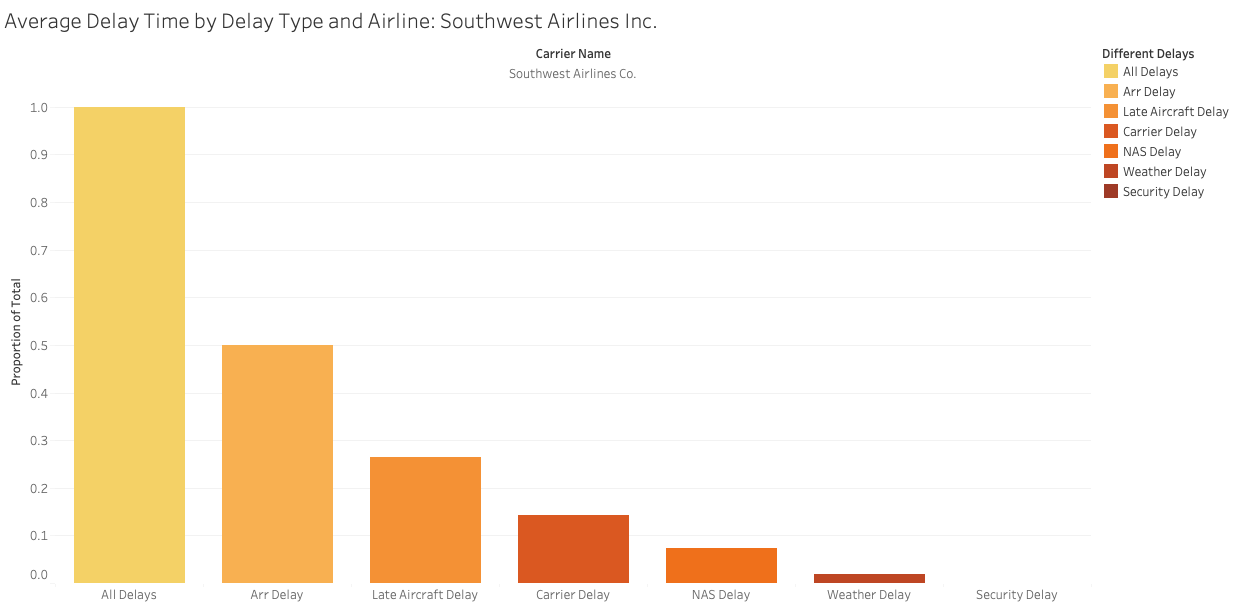 Average Delay Time by Delay Type and Airline: Southwest Airlines Inc.
Carrier Name
Southwest Airlines Co.
Different Delays
All Delays
Arr Delay
Late Aircraft Delay
Carrier Delay
NAS Delay
Weather Delay
Security Delay
Proportion of Total
1.0
0.9
0.8
0.7
0.6
0.5
0.4
0.3
0.2
0.1
0.0
All Delays
Arr Delay
Late Aircraft Delay
Carrier Delay
NAS Delay
Weather Delay
Security Delay